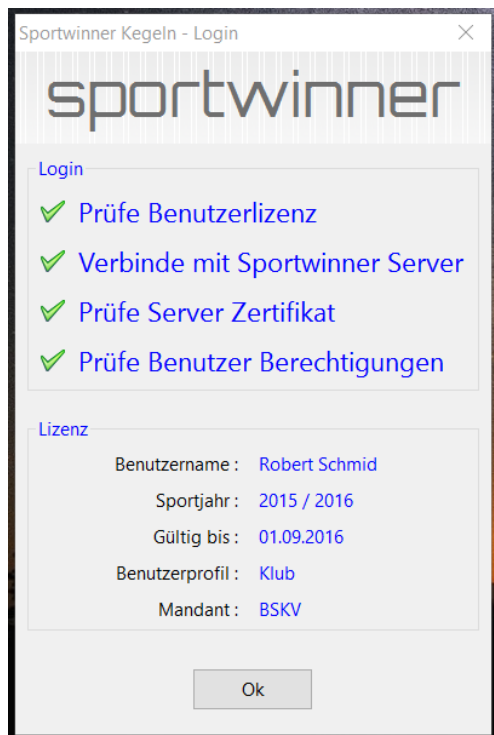 Sportwinner Kegeln - Login
sportwinner
Login
Prüfe Benutzerlizenz
Verbinde mit Sportwinner Server
Prüfe Server Zertifikat
Prüfe Benutzer Berechtigungen
Lizenz
Benutzername : Robert Schmid
Sportjahr : 2015 / 2016
Gültig bis : 01.09.2016
Benutzerprofil : Klub
Mandant : BSKV
Ok